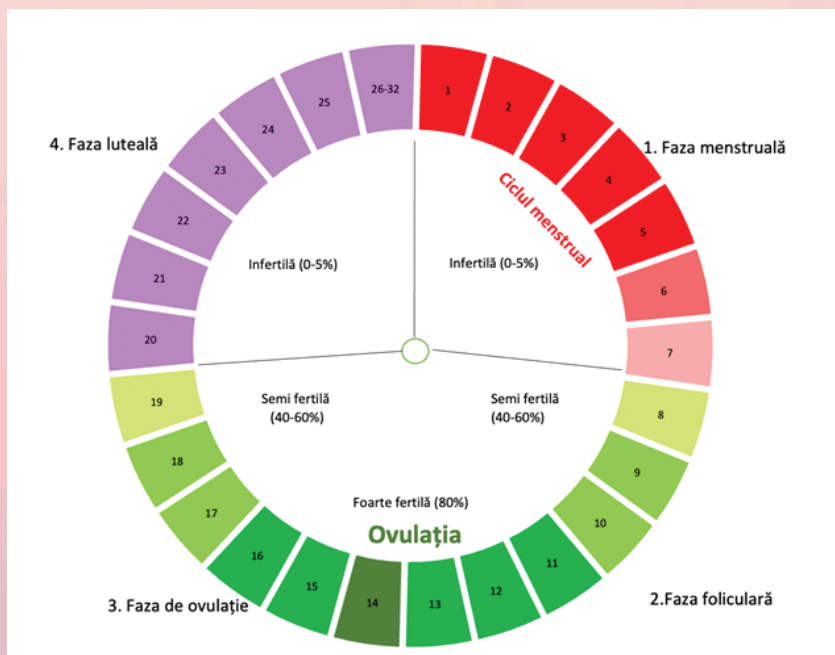 26-32
1
2
3
4
5
6
7
8
9
10
11
12
13
14
15
16
17
18
19
20
21
22
23
24
25
4. Faza luteală
1. Faza menstruală
Ciclul menstrual
Infertilă (0-5%)
Infertilă (0-5%)
Semi fertilă
(40-60%)
Semi fertilă
(40-60%)
Foarte fertilă (80%)
Ovulația
3. Faza de ovulație
2.Faza foliculară